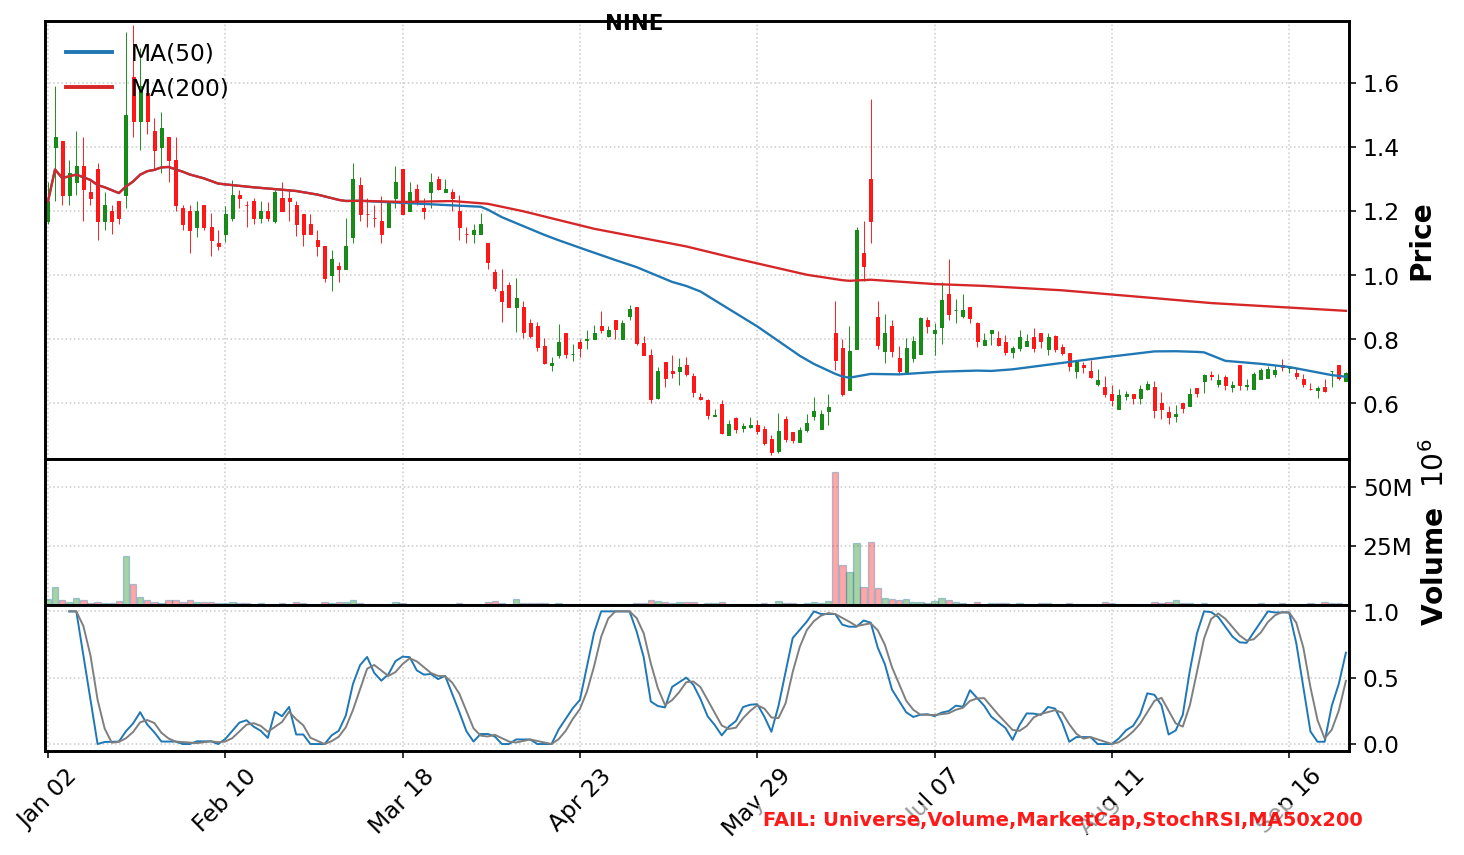 NINE
MA(50)
MA(200)
1.6
1.4
1.2
1.0
0.8
0.6
Price
50M
25M
Volume 10^6
1.0
0.5
0.0
Jan 02
Feb 10
Mar 18
Apr 23
May 29
Jul 07
Aug 11
Sep 16
FAIL: Universe,Volume,MarketCap,StochRSI,MA50x200